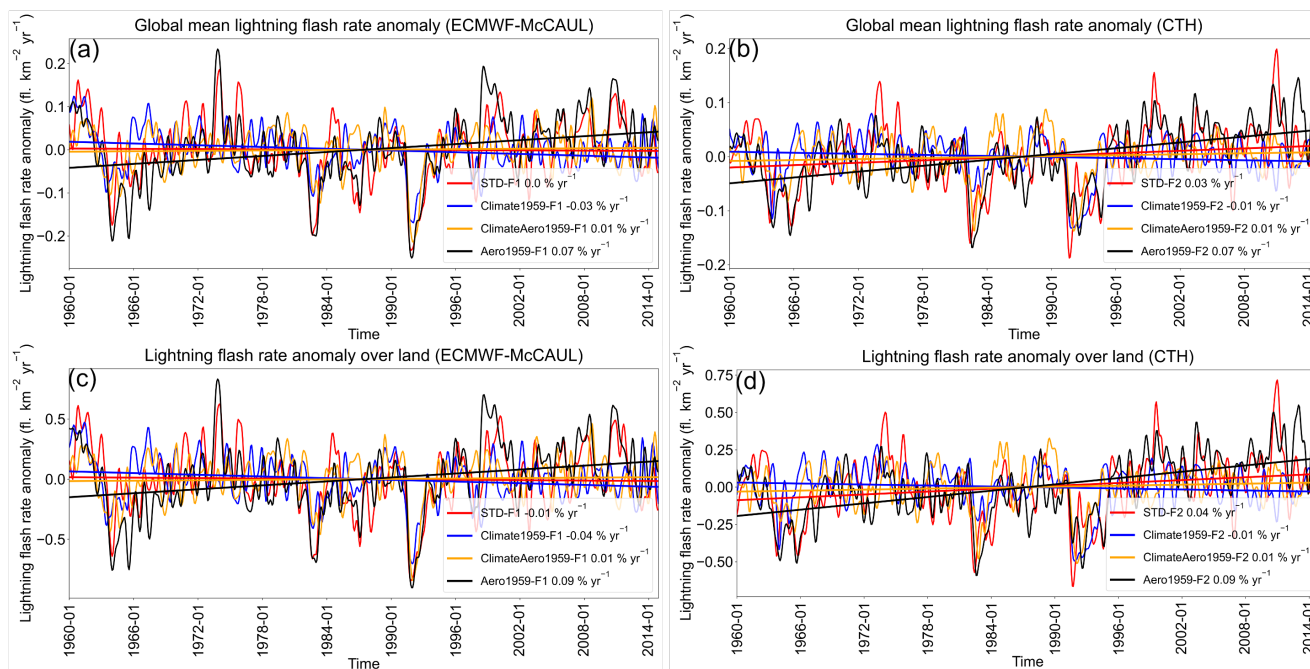 Global mean lightning flash rate anomaly (ECMWF-McCAUL)
(a)
Lightning flash rate anomaly (fl. km−2 yr−1)
0.2
0.1
0.0
−0.1
−0.2
STD-F1 0.0 % yr−1
Climate1959-F1 -0.03 % yr−1
ClimateAero1959-F1 0.01 % yr−1
Aero1959-F1 0.07 % yr−1
1960-01
1966-01
1972-01
1978-01
1984-01
1990-01
1996-01
2002-01
2008-01
2014-01
Time
Global mean lightning flash rate anomaly (CTH)
(b)
Lightning flash rate anomaly (fl. km−2 yr−1)
0.2
0.1
0.0
−0.1
−0.2
STD-F2 0.03 % yr−1
Climate1959-F2 -0.01 % yr−1
ClimateAero1959-F2 0.01 % yr−1
Aero1959-F2 0.07 % yr−1
1960-01
1966-01
1972-01
1978-01
1984-01
1990-01
1996-01
2002-01
2008-01
2014-01
Time
Lightning flash rate anomaly over land (ECMWF-McCAUL)
(c)
Lightning flash rate anomaly (fl. km−2 yr−1)
0.5
0.0
−0.5
STD-F1 -0.01 % yr−1
Climate1959-F1 -0.04 % yr−1
ClimateAero1959-F1 0.01 % yr−1
Aero1959-F1 0.09 % yr−1
1960-01
1966-01
1972-01
1978-01
1984-01
1990-01
1996-01
2002-01
2008-01
2014-01
Time
Lightning flash rate anomaly over land (CTH)
(d)
Lightning flash rate anomaly (fl. km−2 yr−1)
0.75
0.50
0.25
0.00
−0.25
−0.50
STD-F2 0.04 % yr−1
Climate1959-F2 -0.01 % yr−1
ClimateAero1959-F2 0.01 % yr−1
Aero1959-F2 0.09 % yr−1
1960-01
1966-01
1972-01
1978-01
1984-01
1990-01
1996-01
2002-01
2008-01
2014-01
Time